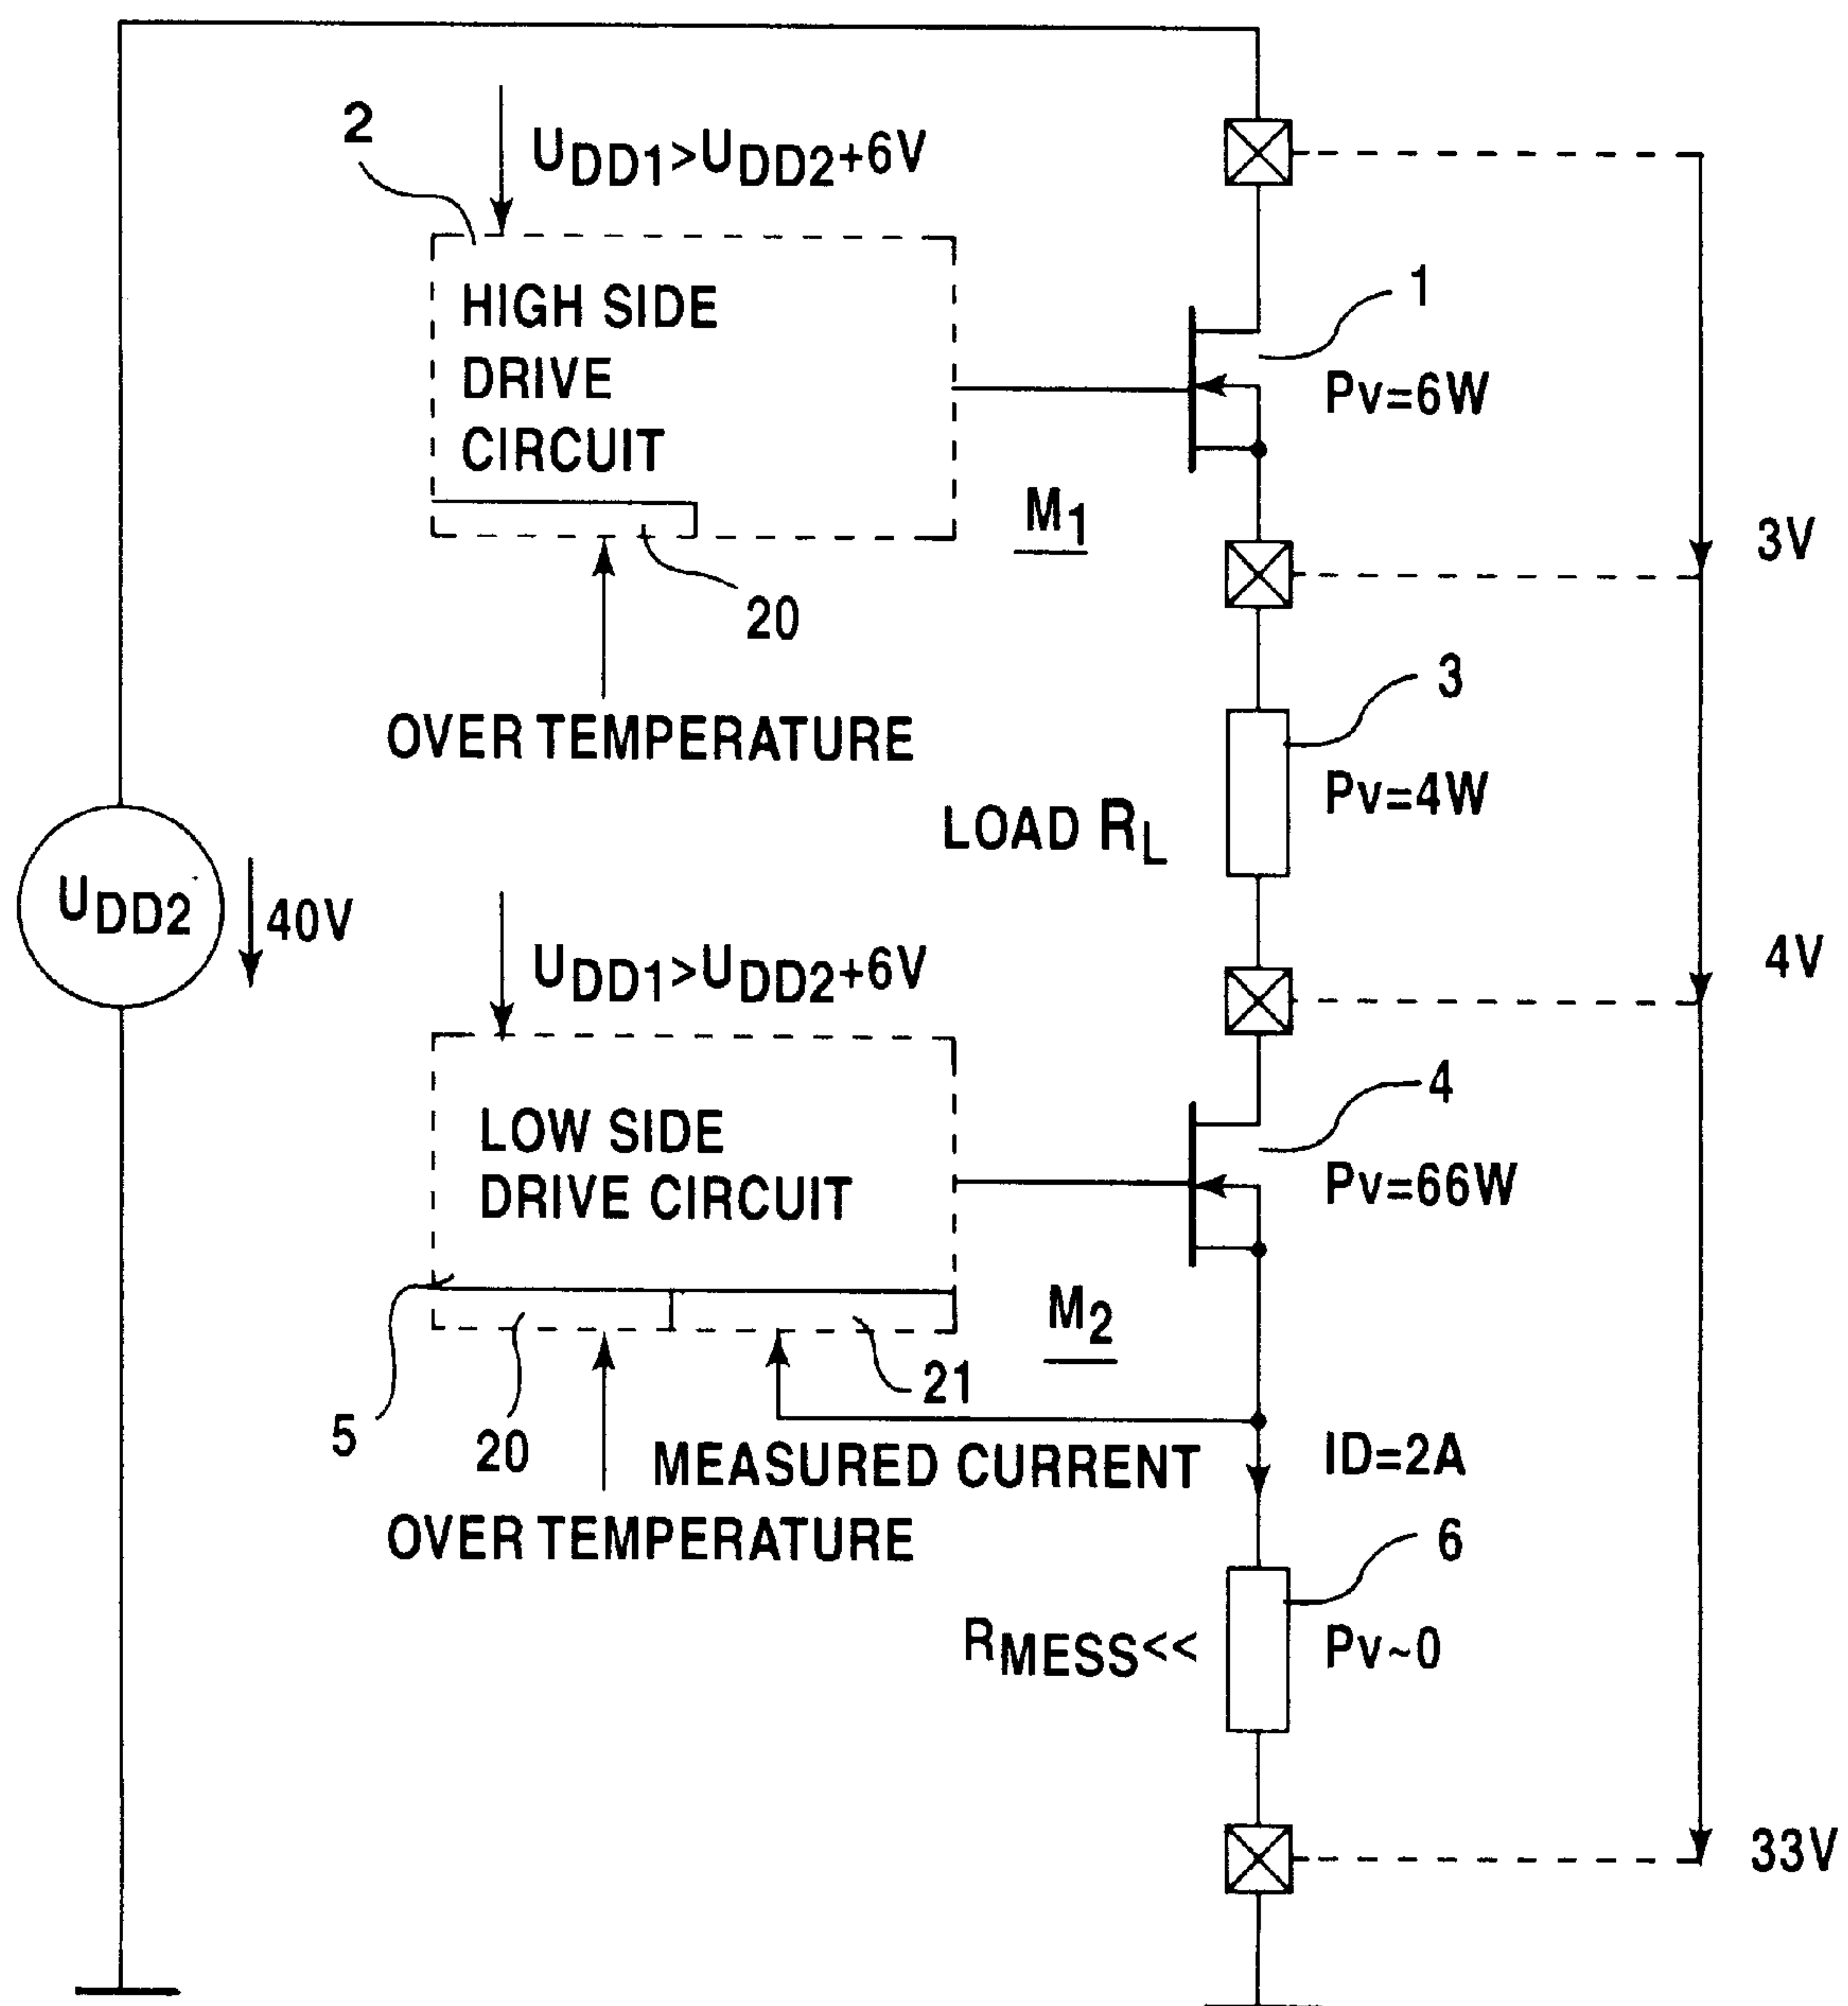 2
UDD1>UDD2+6V
HIGH SIDE
DRIVE
CIRCUIT
1
Pv=6W
M1
3V
20
OVER TEMPERATURE
3
Pv=4W
LOAD RL
UDD2
40V
4V
UDD1>UDD2+6V
LOW SIDE
DRIVE CIRCUIT
4
Pv=66W
M2
21
5
20
MEASURED CURRENT
ID=2A
OVER TEMPERATURE
6
RMESS<<
Pv~0
33V